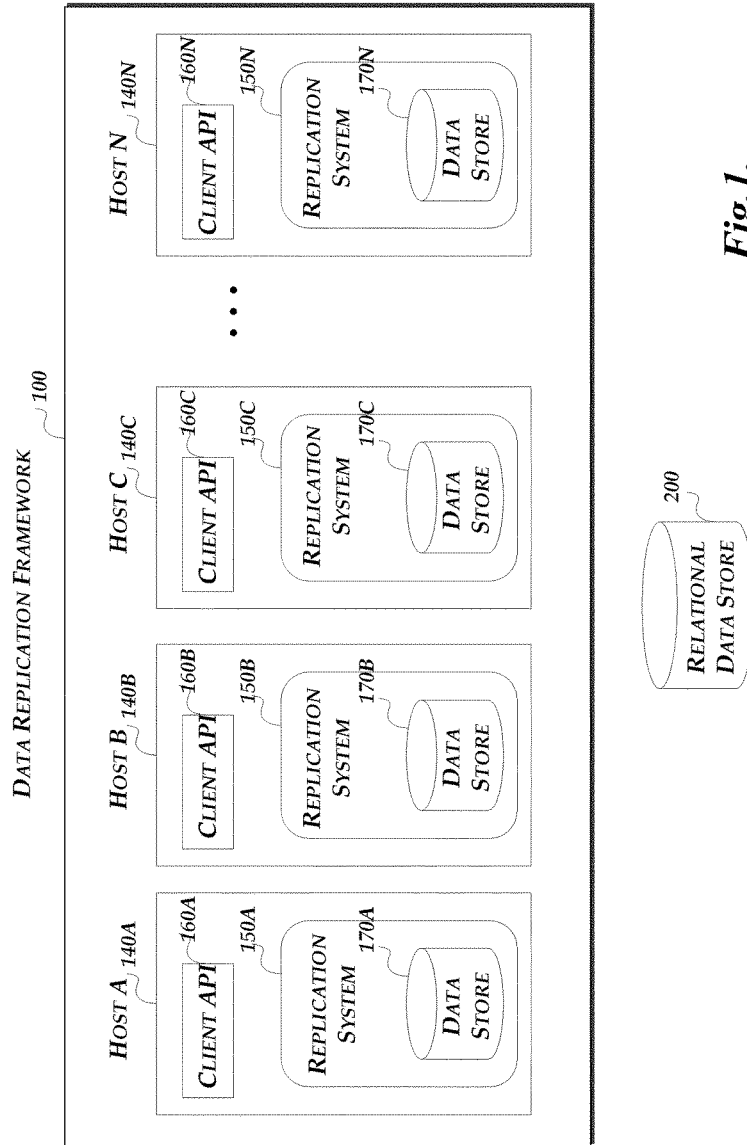 DATA REPLICATION FRAMEWORK
100
HOST A
140A
CLIENT API
160A
150A
REPLICATION
SYSTEM
170A
DATA
STORE
HOST B
140B
CLIENT API
160B
150B
REPLICATION
SYSTEM
170B
DATA
STORE
HOST C
140C
CLIENT API
160C
150C
REPLICATION
SYSTEM
170C
DATA
STORE
• • •
HOST N
140N
CLIENT API
160N
150N
REPLICATION
SYSTEM
170N
DATA
STORE
200
RELATIONAL
DATA STORE
Fig.1.